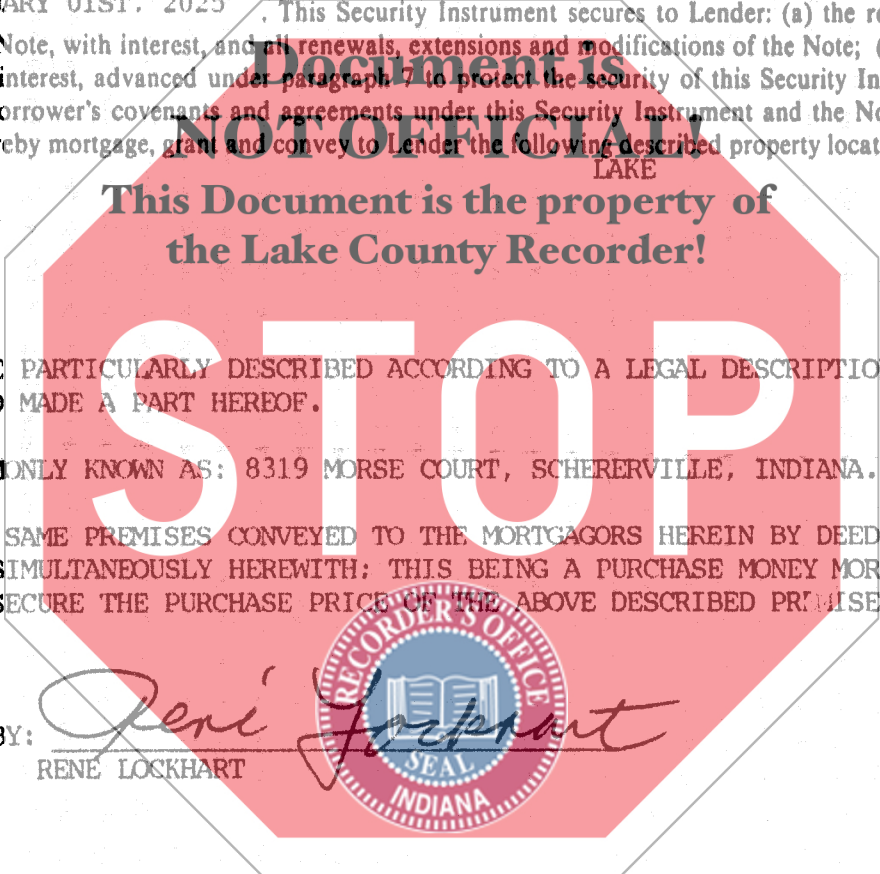 ARY 01ST. 2025 . This Security Instrument secures to Lender: (a) the re
Note, with interest, and all renewals, extensions and modifications of the Note; (
interest, advanced under paragraph 7 to protect the security of this Security In
orrower's covenants and agreements under this Security Instrument and the No
eby mortgage, grant and convey to Lender the following described property locat
LAKE
Document is
NOT OFFICIAL!
This Document is the property of
the Lake County Recorder!
STOP
PARTICULARLY DESCRIBED ACCORDING TO A LEGAL DESCRIPTIO
MADE A PART HEREOF.
ONLY KNOWN AS: 8319 MORSE COURT, SCHERERVILLE, INDIANA.
SAME PREMISES CONVEYED TO THE MORTGAGORS HEREIN BY DEED
SIMULTANEOUSLY HEREWITH: THIS BEING A PURCHASE MONEY MOR
SECURE THE PURCHASE PRICE OF THE ABOVE DESCRIBED PREMISE
RECORDER'S OFFICE
SEAL
INDIANA
BY: René Lockhart
RENE LOCKHART